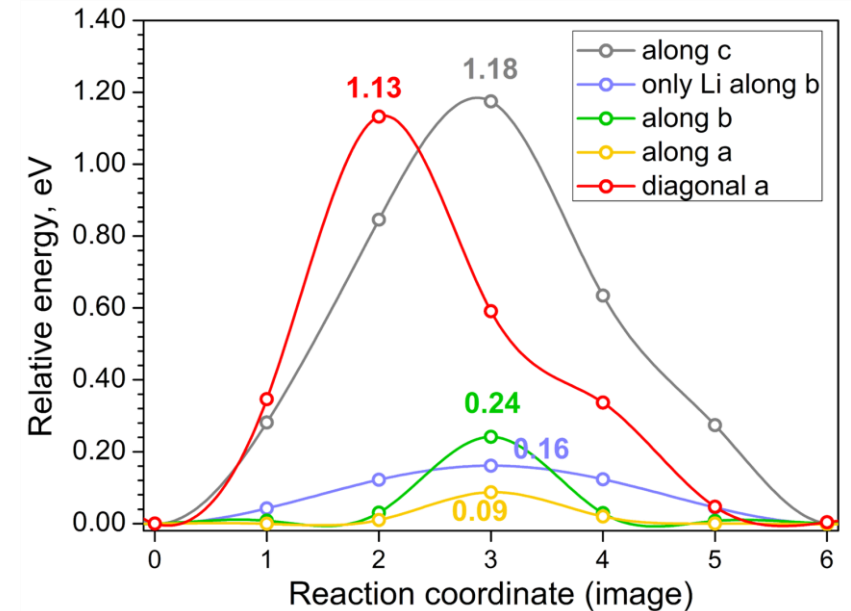 1.40
1.20
1.00
0.80
0.60
0.40
0.20
0.00
Relative energy, eV
1.13
1.18
0.24
0.16
0.09
along c
only Li along b
along b
along a
diagonal a
0 1 2 3 4 5 6
Reaction coordinate (image)